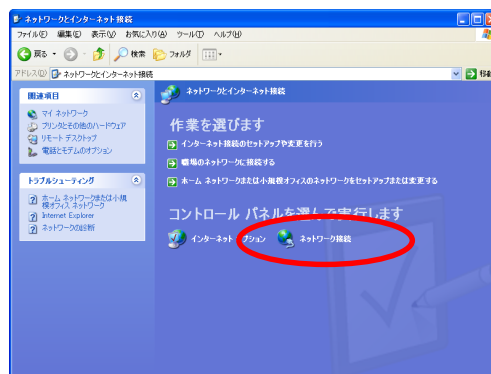 ネットワークとインターネット接続
ファイル(F) 編集(E) 表示(V) お気に入り(A) ツール(T) ヘルプ(H)
戻る 検索 フォルダ
アドレス(D) ネットワークとインターネット接続 移動
関連項目
マイ ネットワーク
プリンタとその他のハードウェア
リモート デスクトップ
電話とモデムのオプション
トラブルシューティング
ホーム ネットワークまたは小規
模オフィス ネットワーク
Internet Explorer
ネットワークの診断
ネットワークとインターネット接続
作業を選びます
インターネット接続のセットアップや変更を行う
職場のネットワークに接続する
ホーム ネットワークまたは小規模オフィスのネットワークをセットアップまたは変更する
コントロール パネルを選んで実行します
インターネット プション ネットワーク接続